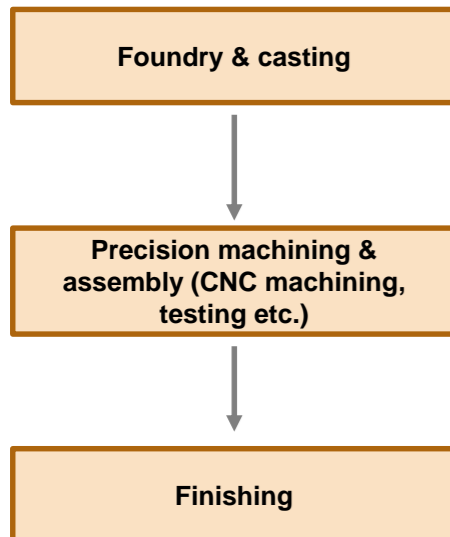 Foundry & casting
Precision machining &
assembly (CNC machining,
testing etc.)
Finishing